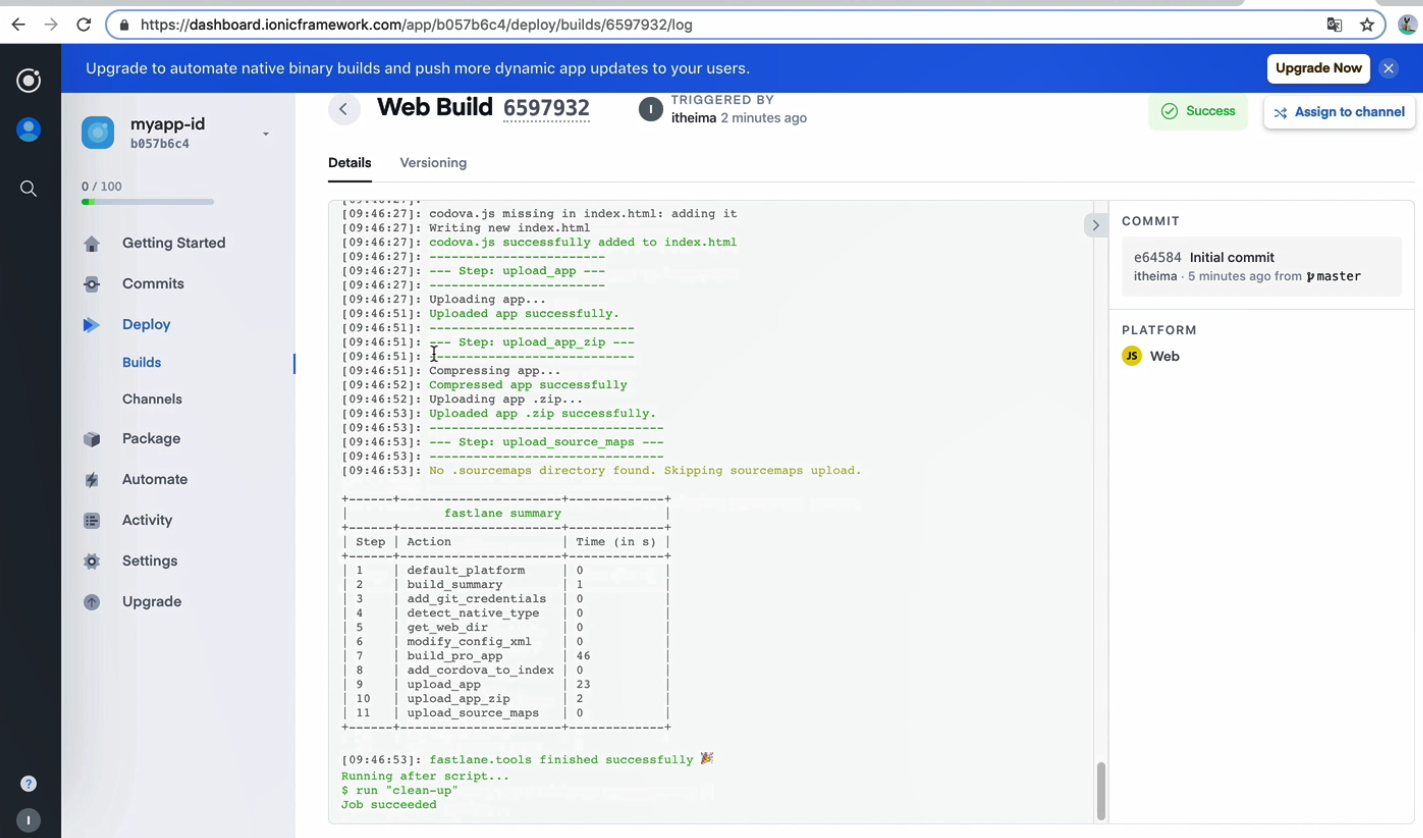 https://dashboard.ionicframework.com/app/b057b6c4/deploy/builds/6597932/log
Upgrade to automate native binary builds and push more dynamic app updates to your users.
Upgrade Now
myapp-id
b057b6c4
0 / 100
Getting Started
Commits
Deploy
Builds
Channels
Package
Automate
Activity
Settings
Upgrade
?
I
Web Build 6597932
I
TRIGGERED BY
itheima 2 minutes ago
Success
Assign to channel
Details
Versioning
[09:46:27]:
[09:46:27]: codova.js missing in index.html: adding it
[09:46:27]: Writing new index.html
[09:46:27]: codova.js successfully added to index.html
[09:46:27]: ------------------------
[09:46:27]: --- Step: upload_app ---
[09:46:27]: ------------------------
[09:46:27]: Uploading app...
[09:46:51]: Uploaded app successfully.
[09:46:51]: ----------------------------
[09:46:51]: --- Step: upload_app_zip ---
[09:46:51]: ----------------------------
[09:46:51]: Compressing app...
[09:46:52]: Compressed app successfully
[09:46:52]: Uploading app .zip...
[09:46:53]: Uploaded app .zip successfully.
[09:46:53]: --------------------------------
[09:46:53]: --- Step: upload_source_maps ---
[09:46:53]: --------------------------------
[09:46:53]: No .sourcemaps directory found. Skipping sourcemaps upload.
+------+----------------------+-------------+
| fastlane summary |
+------+----------------------+-------------+
| Step | Action | Time (in s) |
+------+----------------------+-------------+
| 1 | default_platform | 0 |
| 2 | build_summary | 1 |
| 3 | add_git_credentials | 0 |
| 4 | detect_native_type | 0 |
| 5 | get_web_dir | 0 |
| 6 | modify_config_xml | 0 |
| 7 | build_pro_app | 46 |
| 8 | add_cordova_to_index | 0 |
| 9 | upload_app | 23 |
| 10 | upload_app_zip | 2 |
| 11 | upload_source_maps | 0 |
+------+----------------------+-------------+
[09:46:53]: fastlane.tools finished successfully 🎉
Running after script...
$ run "clean-up"
Job succeeded
COMMIT
e64584 Initial commit
itheima · 5 minutes ago from master
PLATFORM
JS Web